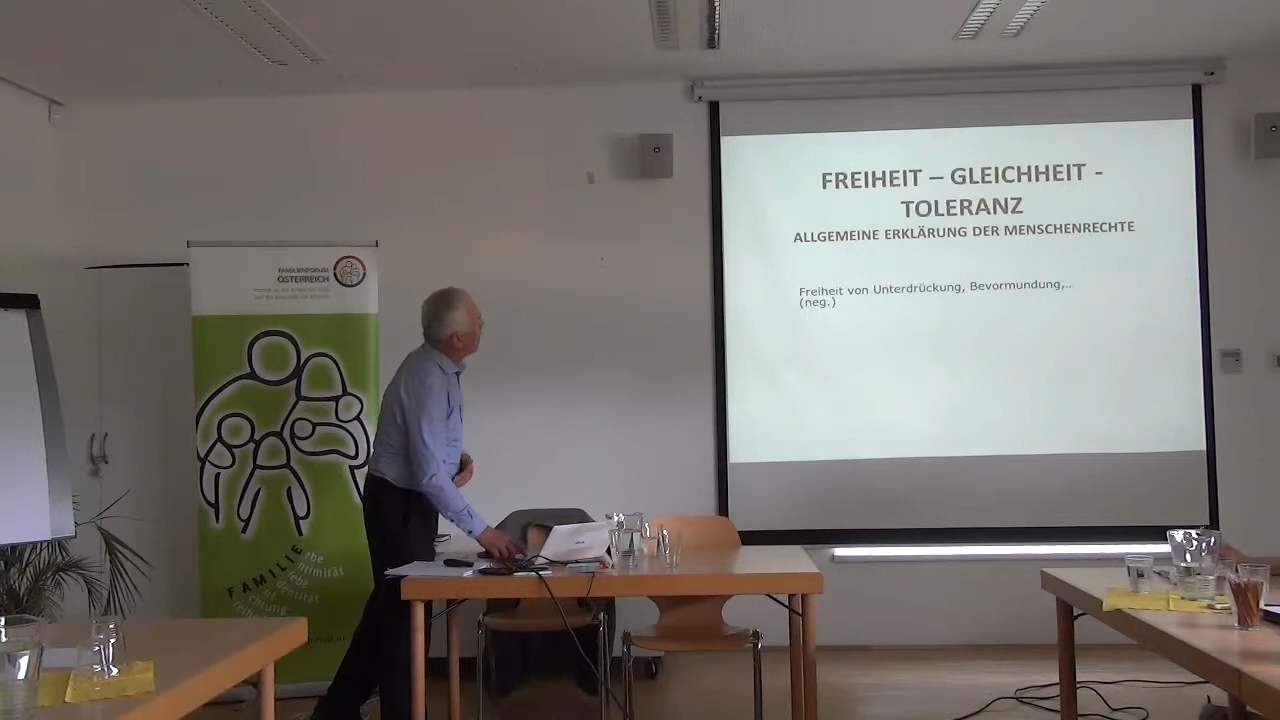 FREIHEIT – GLEICHHEIT -
TOLERANZ
ALLGEMEINE ERKLÄRUNG DER MENSCHENRECHTE
Freiheit von Unterdrückung, Bevormundung,...
(neg.)
FAMILIENFORUM
ÖSTERREICH
FAMILIE